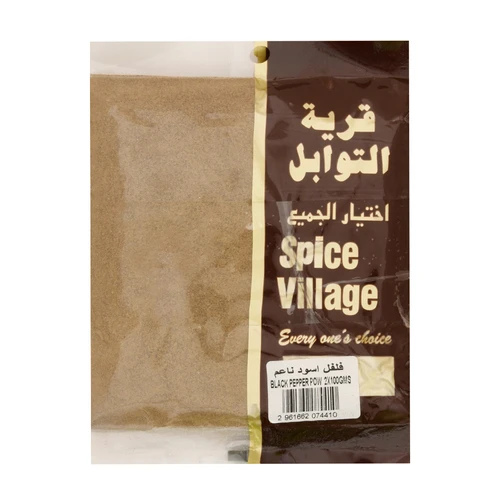 قرية
التوابل
اختيار الجميع
Spice
Village
Every one's choice
فلفل اسود ناعم
BLACK PEPPER POW 2X100GMS
2 961662 074410